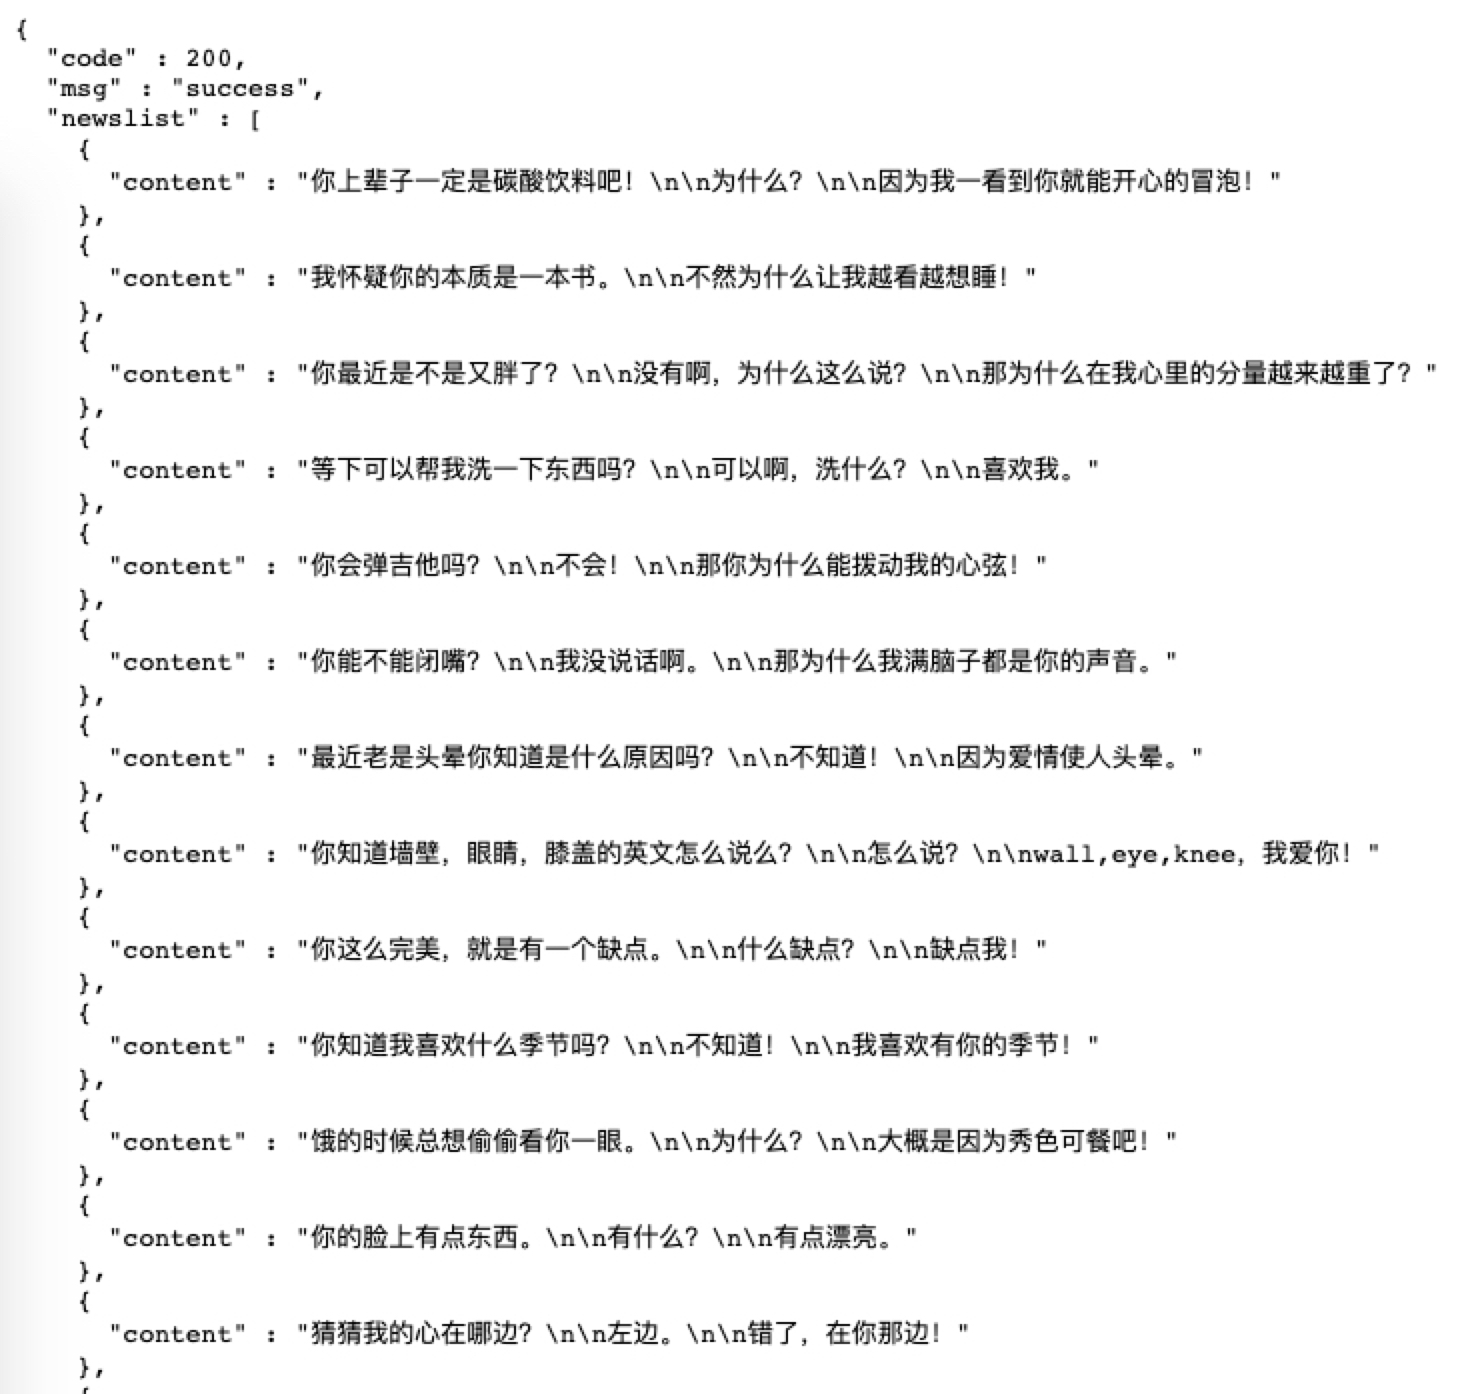 {
"code" : 200,
"msg" : "success",
"newslist" : [
{
"content" : "你上辈子一定是碳酸饮料吧！\n\n为什么？\n\n因为我一看到你就能开心的冒泡！"
},
{
"content" : "我怀疑你的本质是一本书。\n\n不然为什么让我越看越想睡！"
},
{
"content" : "你最近是不是又胖了？\n\n没有啊，为什么这么说？\n\n那为什么在我心里的分量越来越重了？"
},
{
"content" : "等下可以帮我洗一下东西吗？\n\n可以啊，洗什么？\n\n喜欢我。"
},
{
"content" : "你会弹吉他吗？\n\n不会！\n\n那你为什么能拨动我的心弦！"
},
{
"content" : "你能不能闭嘴？\n\n我没说话啊。\n\n那为什么我满脑子都是你的声音。"
},
{
"content" : "最近老是头晕你知道是什么原因吗？\n\n不知道！\n\n因为爱情使人头晕。"
},
{
"content" : "你知道墙壁，眼睛，膝盖的英文怎么说么？\n\n怎么说？\n\nwall,eye,knee，我爱你！"
},
{
"content" : "你这么完美，就是有一个缺点。\n\n什么缺点？\n\n缺点我！"
},
{
"content" : "你知道我喜欢什么季节吗？\n\n不知道！\n\n我喜欢有你的季节！"
},
{
"content" : "饿的时候总想偷偷看你一眼。\n\n为什么？\n\n大概是因为秀色可餐吧！"
},
{
"content" : "你的脸上有点东西。\n\n有什么？\n\n有点漂亮。"
},
{
"content" : "猜猜我的心在哪边？\n\n左边。\n\n错了，在你那边！"
},
{